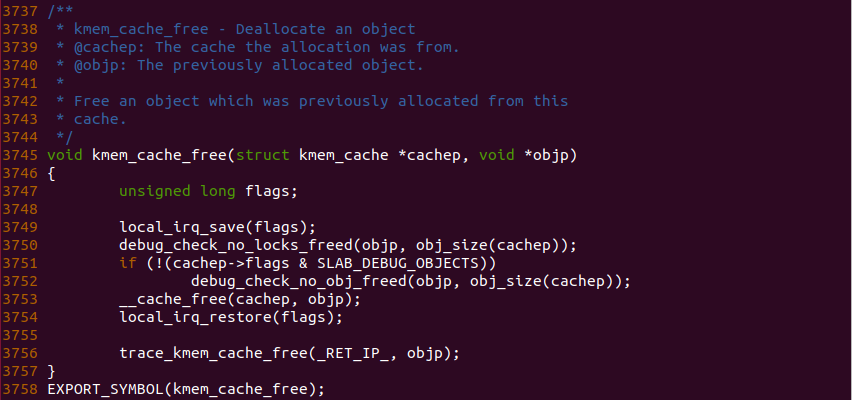 3737 /**
3738  * kmem_cache_free - Deallocate an object
3739  * @cachep: The cache the allocation was from.
3740  * @objp: The previously allocated object.
3741  *
3742  * Free an object which was previously allocated from this
3743  * cache.
3744  */
3745 void kmem_cache_free(struct kmem_cache *cachep, void *objp)
3746 {
3747         unsigned long flags;
3748
3749         local_irq_save(flags);
3750         debug_check_no_locks_freed(objp, obj_size(cachep));
3751         if (!(cachep->flags & SLAB_DEBUG_OBJECTS))
3752                 debug_check_no_obj_freed(objp, obj_size(cachep));
3753         __cache_free(cachep, objp);
3754         local_irq_restore(flags);
3755
3756         trace_kmem_cache_free(_RET_IP_, objp);
3757 }
3758 EXPORT_SYMBOL(kmem_cache_free);